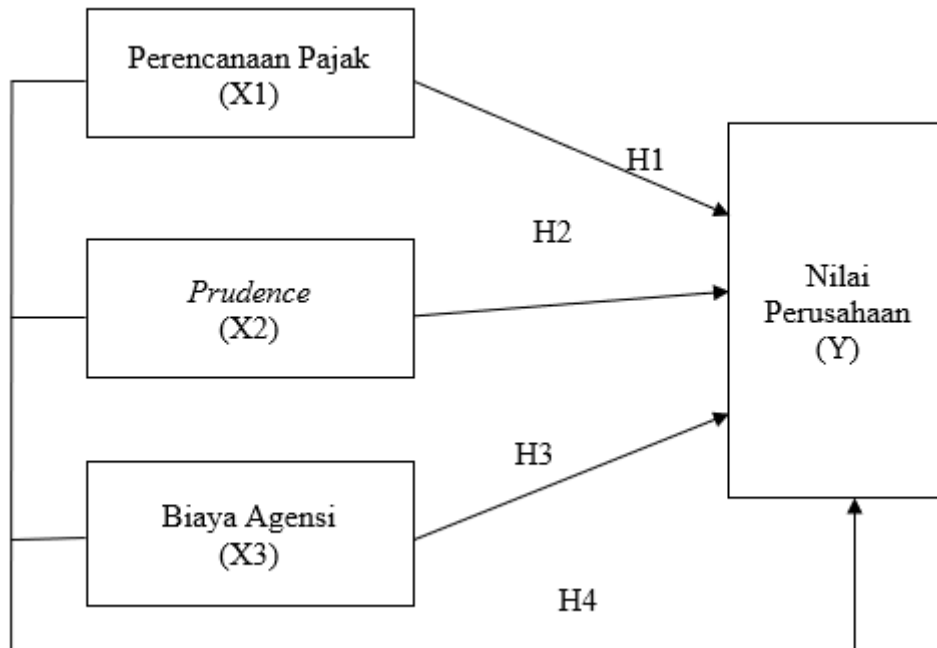 Perencanaan Pajak
(X1)
H1
H2
Prudence
(X2)
Nilai
Perusahaan
(Y)
H3
Biaya Agensi
(X3)
H4